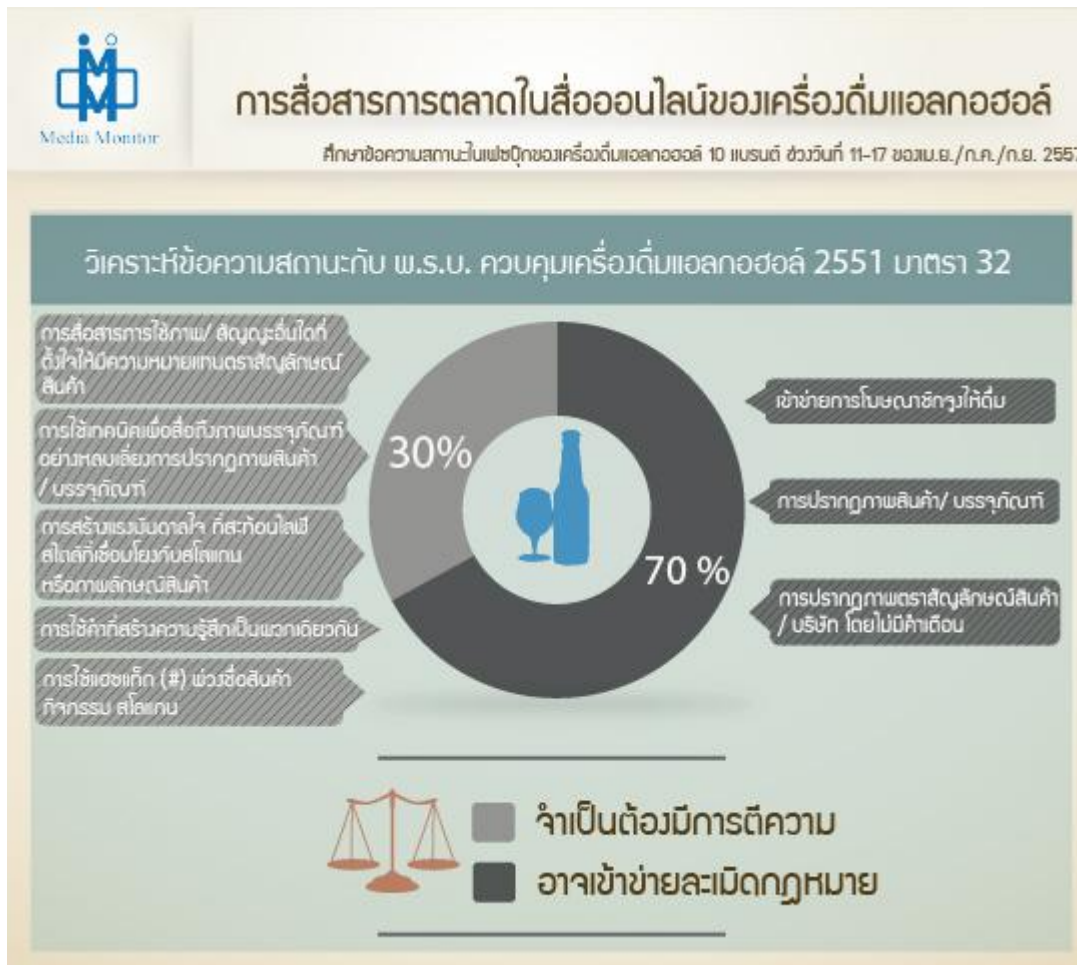 Media Monitor
การสื่อสารการตลาดในสื่อออนไลน์ของเครื่องดื่มแอลกอฮอล์
ศึกษาข้อความสถานะในเฟซบุ๊กของเครื่องดื่มแอลกอฮอล์ 10 แบรนด์ ช่วงวันที่ 11-17 ของเม.ย./ก.ค./ก.ย. 2557
วิเคราะห์ข้อความสถานะกับ พ.ร.บ. ควบคุมเครื่องดื่มแอลกอฮอล์ 2551 มาตรา 32
การสื่อสารการใช้ภาพ/ สัญญะอื่นใดที่
ตั้งใจให้มีความหมายแทนตราสัญลักษณ์
สินค้า
การใช้เทคนิคเพื่อสื่อถึงภาพบรรจุภัณฑ์
อย่างหลบเลี่ยงการปรากฏภาพสินค้า
/ บรรจุภัณฑ์
การสร้างแรงบันดาลใจ ที่สะท้อนไลฟ์
สไตล์ที่เชื่อมโยงกับสโลแกน
หรือภาพลักษณ์สินค้า
การใช้คำที่สร้างความรู้สึกเป็นพวกเดียวกัน
การใช้แฮชแท็ก (#) พ่วงชื่อสินค้า
กิจกรรม สโลแกน
30%
70 %
เข้าข่ายการโฆษณาชักจูงให้ดื่ม
การปรากฏภาพสินค้า/ บรรจุภัณฑ์
การปรากฏภาพตราสัญลักษณ์สินค้า
/ บริษัท โดยไม่มีคำเตือน
จำเป็นต้องมีการตีความ
อาจเข้าข่ายละเมิดกฎหมาย